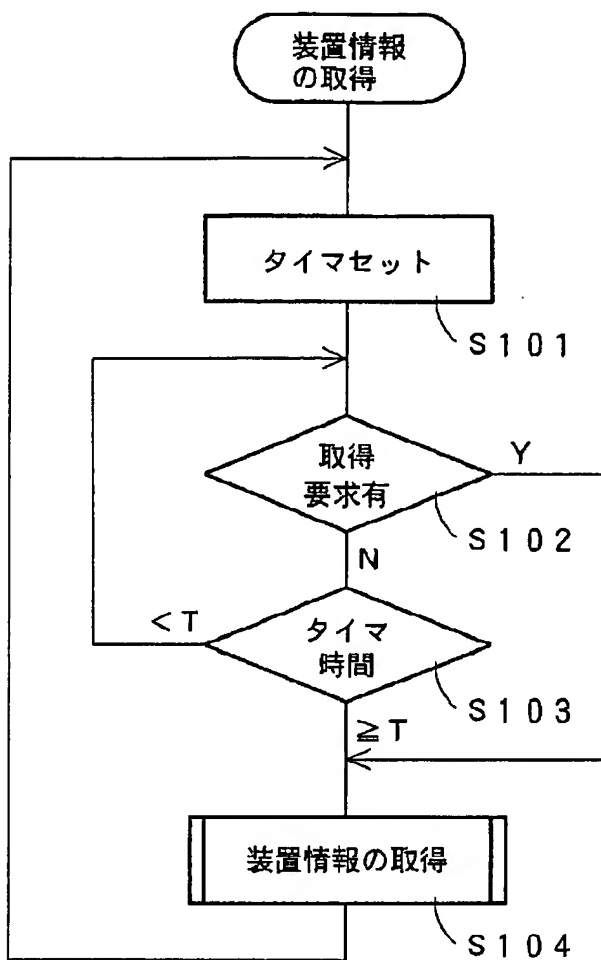 装置情報
の取得
タイマセット
S101
取得
要求有
Y
S102
N
<T
タイマ
時間
S103
≧T
装置情報の取得
S104